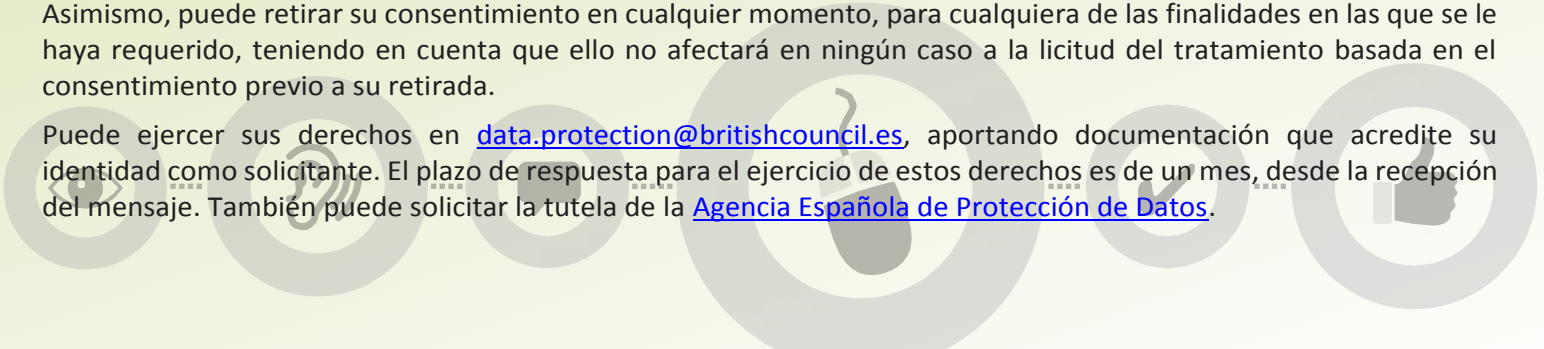 Asimismo, puede retirar su consentimiento en cualquier momento, para cualquiera de las finalidades en las que se le
haya requerido, teniendo en cuenta que ello no afectará en ningún caso a la licitud del tratamiento basada en el
consentimiento previo a su retirada.
Puede ejercer sus derechos en data.protection@britishcouncil.es, aportando documentación que acredite su
identidad como solicitante. El plazo de respuesta para el ejercicio de estos derechos es de un mes, desde la recepción
del mensaje. También puede solicitar la tutela de la Agencia Española de Protección de Datos.